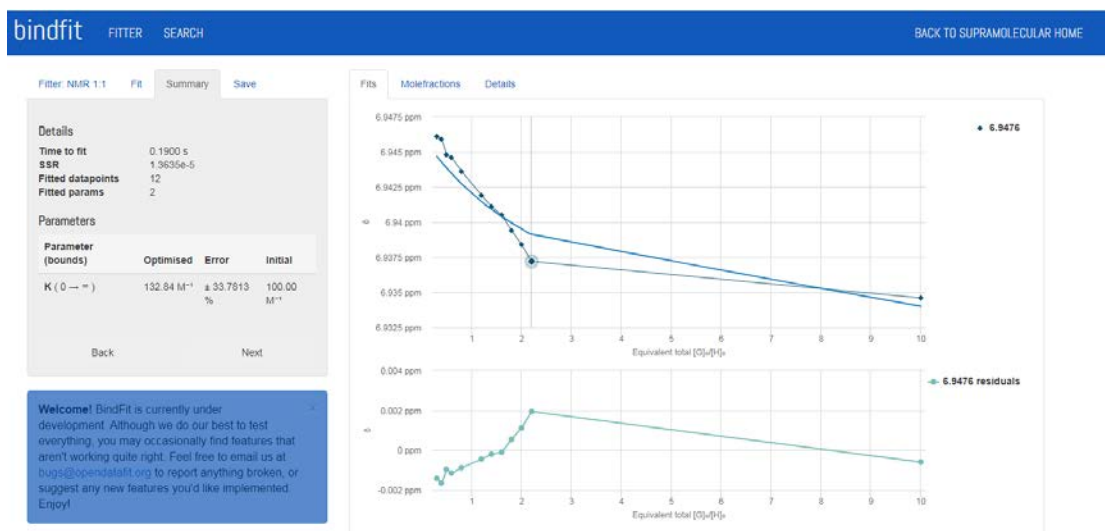 bindfit FITTER SEARCH BACK TO SUPRAMOLECULAR HOME
Fitter: NMR 1:1 Fit Summary Save
Details
Time to fit 0.1900 s
SSR 1.3635e-5
Fitted datapoints 12
Fitted params 2
Parameters
Parameter (bounds) Optimised Error Initial
K ( 0 → ∞ ) 132.84 M⁻¹ ± 33.7813 % 100.00 M⁻¹
Back Next
Welcome! BindFit is currently under
development. Although we do our best to test
everything, you may occasionally find features that
aren't working quite right. Feel free to email us at
bugs@opendatafit.org to report anything broken, or
suggest any new features you'd like implemented.
Enjoy!
×
Fits Molefractions Details
6.9475 ppm
6.945 ppm
6.9425 ppm
6.94 ppm
6.9375 ppm
6.935 ppm
6.9325 ppm
δ
1 2 3 4 5 6 7 8 9 10
Equivalent total [G]₀/[H]₀
6.9476
0.004 ppm
0.002 ppm
0 ppm
-0.002 ppm
δ
1 2 3 4 5 6 7 8 9 10
Equivalent total [G]₀/[H]₀
6.9476 residuals